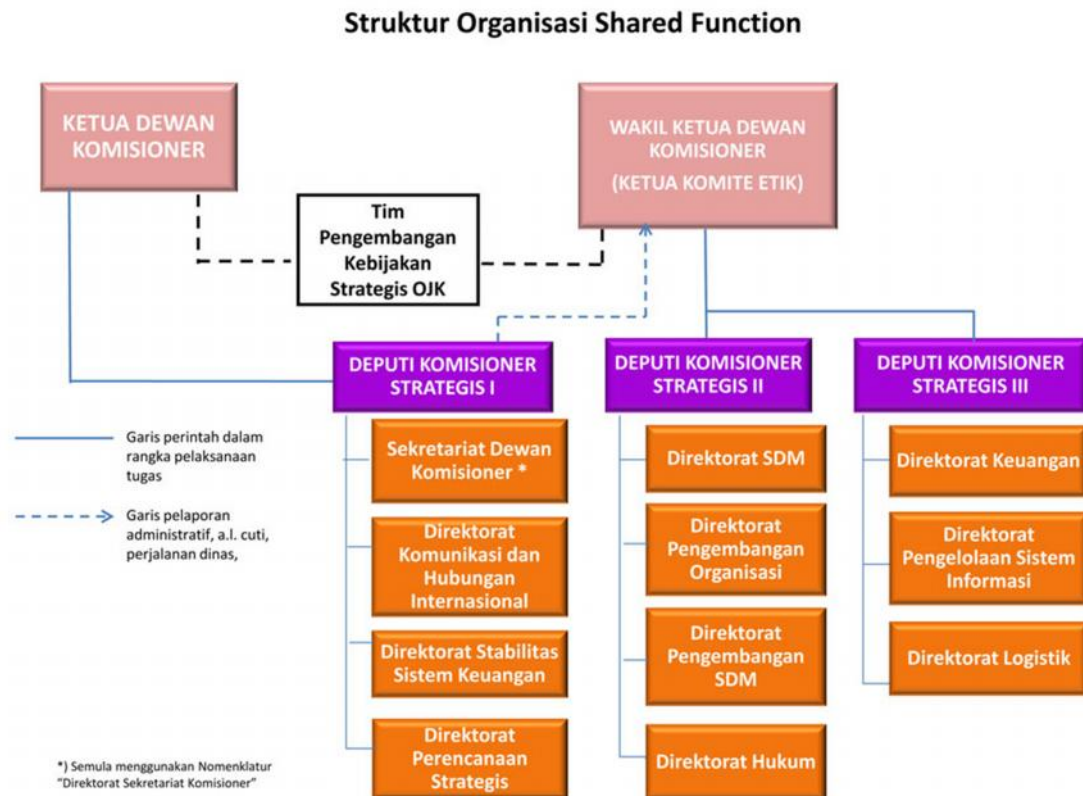 Struktur Organisasi Shared Function
KETUA DEWAN
KOMISIONER
WAKIL KETUA DEWAN
KOMISIONER
(KETUA KOMITE ETIK)
Tim
Pengembangan
Kebijakan
Strategis OJK
DEPUTI KOMISIONER
STRATEGIS I
DEPUTI KOMISIONER
STRATEGIS II
DEPUTI KOMISIONER
STRATEGIS III
Garis perintah dalam
rangka pelaksanaan
tugas
Garis pelaporan
administratif, a.l. cuti,
perjalanan dinas,
Sekretariat Dewan
Komisioner *
Direktorat
Komunikasi dan
Hubungan
Internasional
Direktorat Stabilitas
Sistem Keuangan
Direktorat
Perencanaan
Strategis
Direktorat SDM
Direktorat
Pengembangan
Organisasi
Direktorat
Pengembangan
SDM
Direktorat Hukum
Direktorat Keuangan
Direktorat
Pengelolaan Sistem
Informasi
Direktorat Logistik
*) Semula menggunakan Nomenklatur
"Direktorat Sekretariat Komisioner"